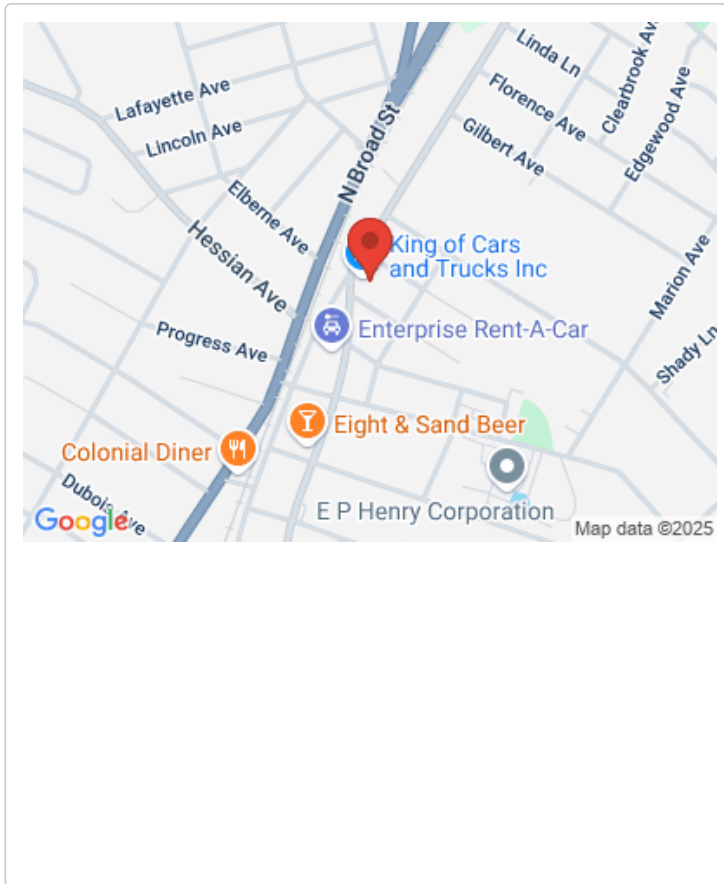 Linda Ln
Clearbrook Av
Lafayette Ave
Florence Ave
Edgewood Ave
N Broad St
Gilbert Ave
Lincoln Ave
Elberne Ave
Hessian Ave
King of Cars
and Trucks Inc
Marion Ave
Progress Ave
Enterprise Rent-A-Car
Shady Ln
Eight & Sand Beer
Colonial Diner
Dubois Ave
E P Henry Corporation
Google
Map data ©2025